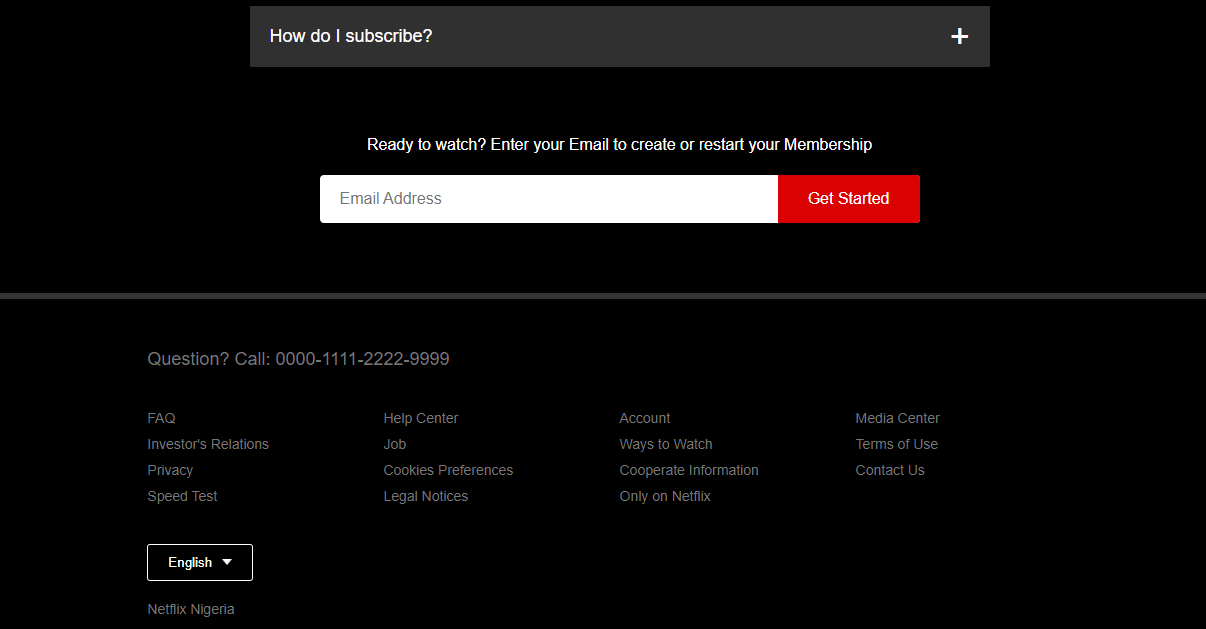 How do I subscribe?
Ready to watch? Enter your Email to create or restart your Membership
Email Address
Get Started
Question? Call: 0000-1111-2222-9999
FAQ
Investor's Relations
Privacy
Speed Test
Help Center
Job
Cookies Preferences
Legal Notices
Account
Ways to Watch
Cooperate Information
Only on Netflix
Media Center
Terms of Use
Contact Us
English
Netflix Nigeria